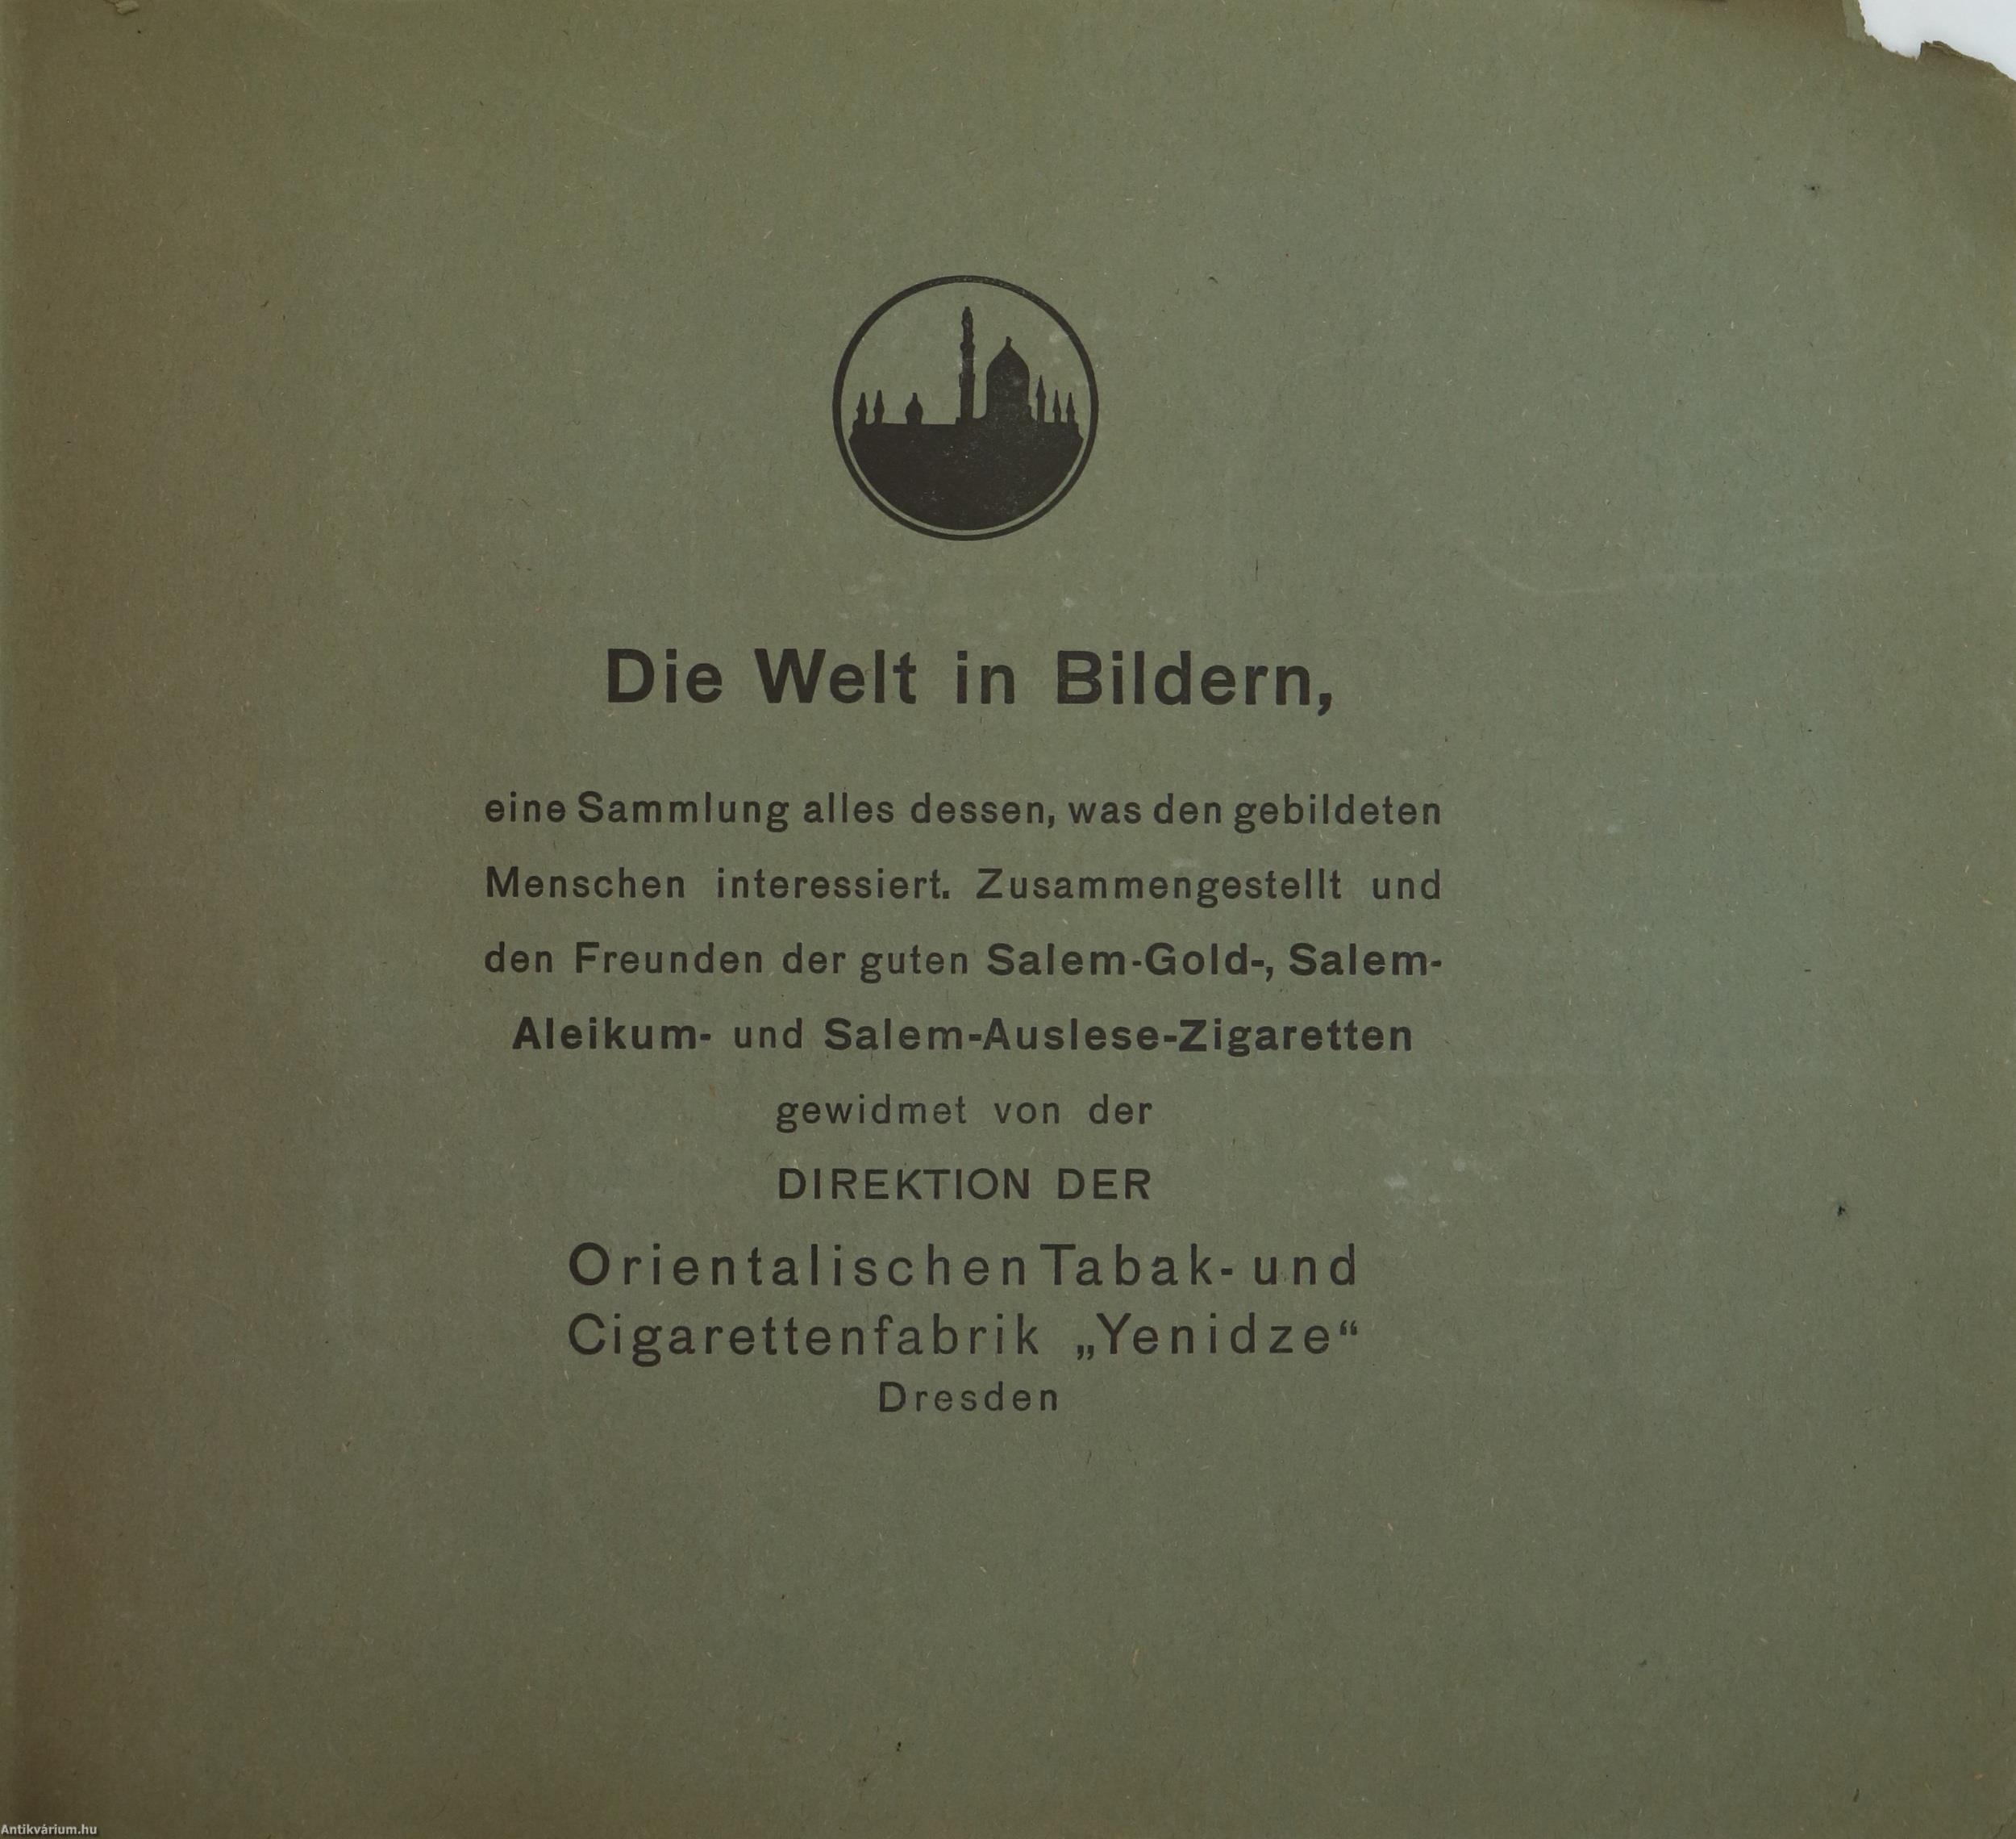 Die Welt in Bildern,
eine Sammlung alles dessen, was den gebildeten
Menschen interessiert. Zusammengestellt und
den Freunden der guten Salem-Gold-, Salem-
Aleikum- und Salem-Auslese-Zigaretten
gewidmet von der
DIREKTION DER
Orientalischen Tabak- und
Cigarettenfabrik „Yenidze“
Dresden
Antikvárium.hu